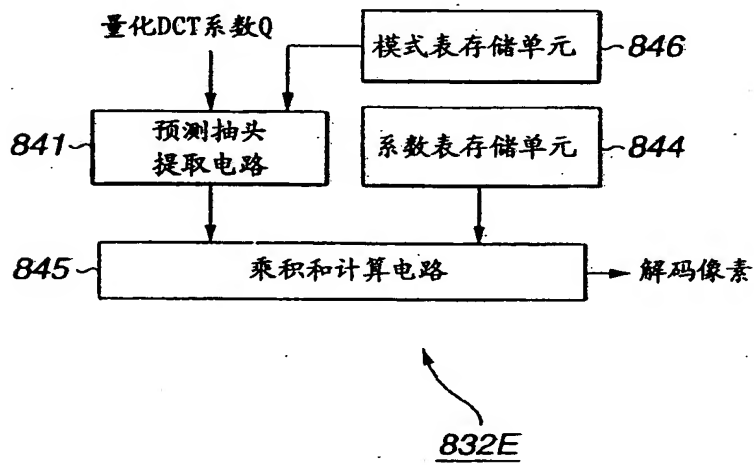 量化DCT系数Q
模式表存储单元
846
841
预测抽头
提取电路
系数表存储单元
844
845
乘积和计算电路
解码像素
832E